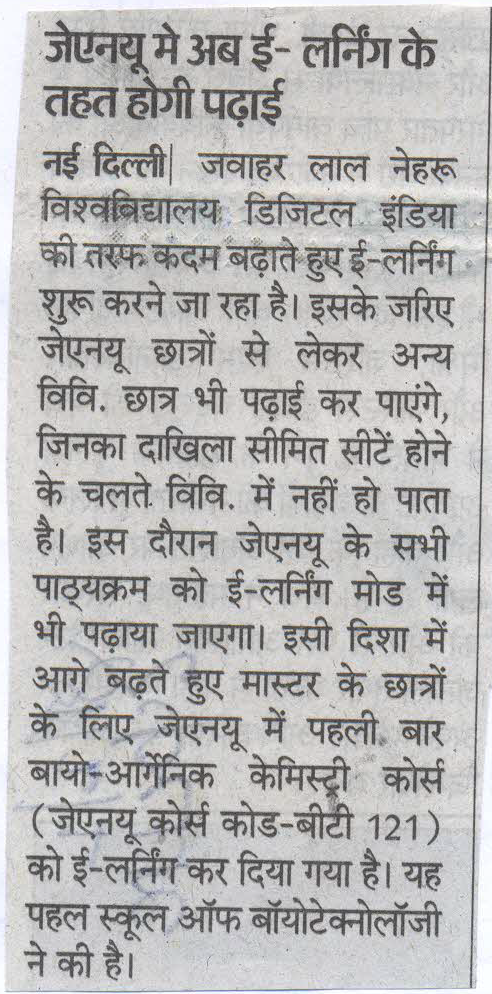 जेएनयू मे अब ई- लर्निंग के
तहत होगी पढ़ाई
नई दिल्ली| जवाहर लाल नेहरू
विश्वविद्यालय डिजिटल इंडिया
की तरफ कदम बढ़ाते हुए ई-लर्निंग
शुरू करने जा रहा है। इसके जरिए
जेएनयू छात्रों से लेकर अन्य
विवि. छात्र भी पढ़ाई कर पाएंगे,
जिनका दाखिला सीमित सीटें होने
के चलते विवि. में नहीं हो पाता
है। इस दौरान जेएनयू के सभी
पाठ्यक्रम को ई-लर्निंग मोड में
भी पढ़ाया जाएगा। इसी दिशा में
आगे बढ़ते हुए मास्टर के छात्रों
के लिए जेएनयू में पहली बार
बायो-आर्गेनिक केमिस्ट्री कोर्स
(जेएनयू कोर्स कोड-बीटी 121)
को ई-लर्निंग कर दिया गया है। यह
पहल स्कूल ऑफ बॉयोटेक्नोलॉजी
ने की है।